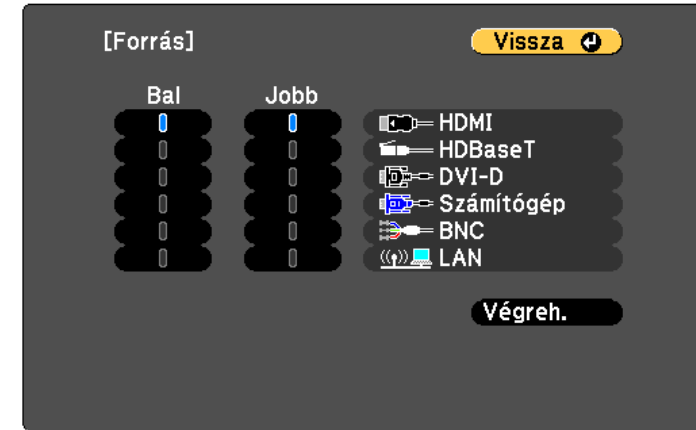 [Forrás]
Vissza
Bal Jobb
HDMI
HDBaseT
DVI-D
Számítógép
BNC
LAN
Végreh.